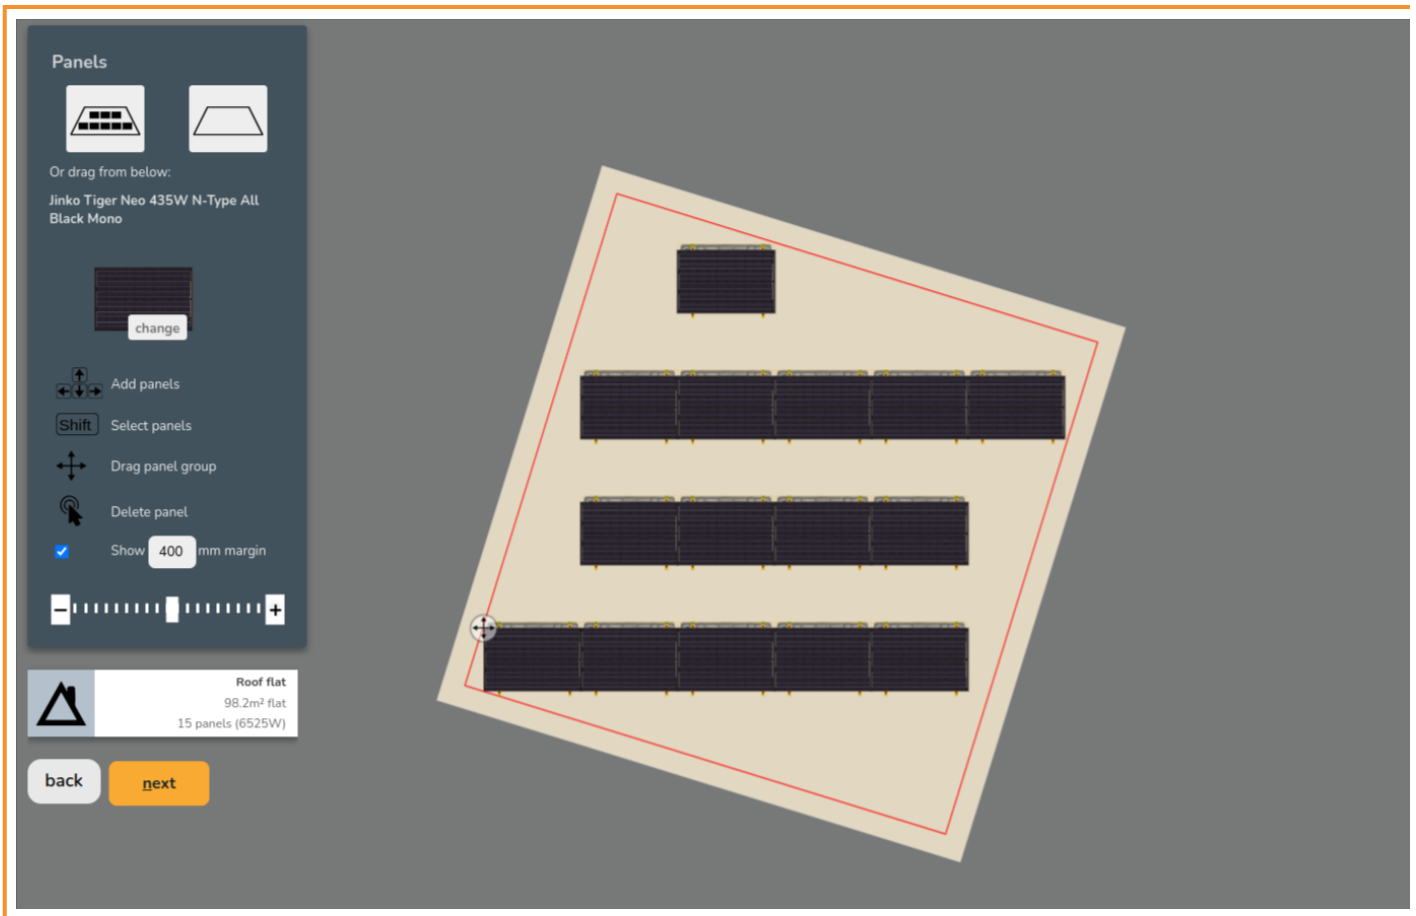 Panels
Or drag from below:
Jinko Tiger Neo 435W N-Type All
Black Mono
change
Add panels
Shift Select panels
Drag panel group
Delete panel
Show 400 mm margin
− +
Roof flat
98.2m² flat
15 panels (6525W)
back next